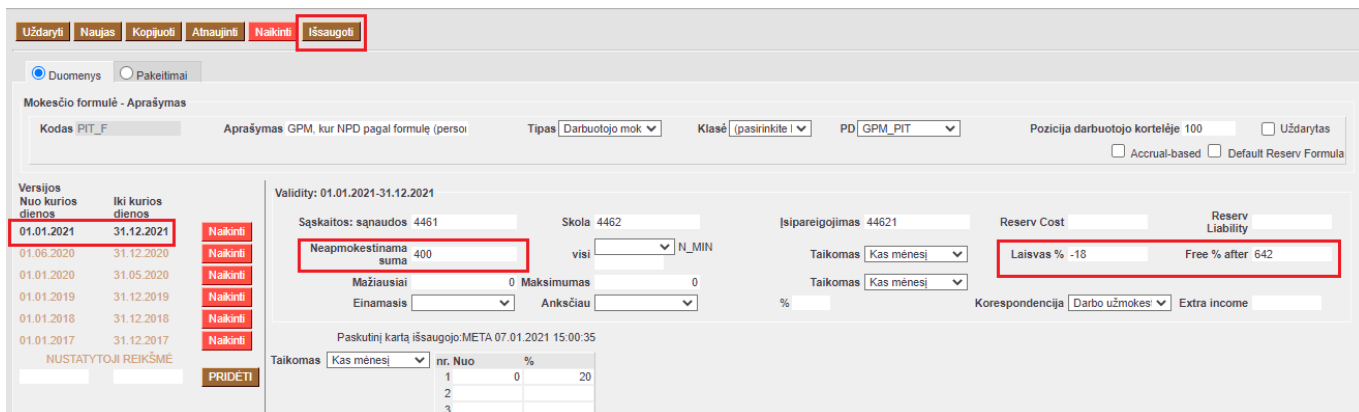 Uždaryti Naujas Kopijuoti Atnaujinti Naikinti Išsaugoti
Duomenys Pakeitimai
Mokesčio formulė - Aprašymas
Kodas PIT_F Aprašymas GPM, kur NPD pagal formulę (persor Tipas Darbuotojo mok Klasė (pasirinkite l PD GPM_PIT Pozicija darbuotojo kortelėje 100 Uždarytas
Accrual-based Default Reserv Formula
Versijos
Nuo kurios dienos Iki kurios dienos
01.01.2021 31.12.2021 Naikinti
01.06.2020 31.12.2020 Naikinti
01.01.2020 31.05.2020 Naikinti
01.01.2019 31.12.2019 Naikinti
01.01.2018 31.12.2018 Naikinti
01.01.2017 31.12.2017 Naikinti
NUSTATYTOJI REIKŠMĖ
PRIDĖTI
Validity: 01.01.2021-31.12.2021
Sąskaitos: sąnaudos 4461 Skola 4462 Įsipareigojimas 44621 Reserv Cost Reserv Liability
Neapmokestinama suma 400 visi N_MIN Taikomas Kas mėnesį Laisvas % -18 Free % after 642
Mažiausiai 0 Maksimumas 0 Taikomas Kas mėnesį
Einamasis Anksčiau % Korespondencija Darbo užmokes Extra income
Paskutinį kartą išsaugojo:META 07.01.2021 15:00:35
Taikomas Kas mėnesį nr. Nuo %
1 0 20
2
3